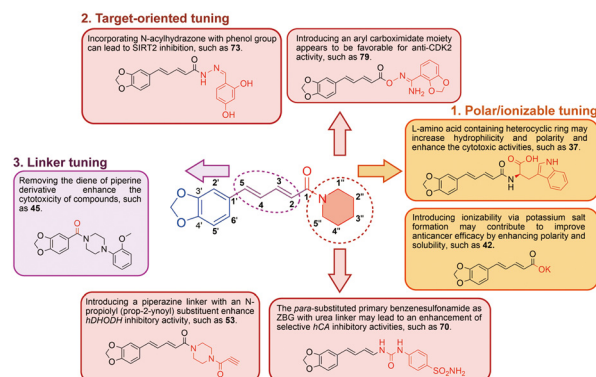 2. Target-oriented tuning
Incorporating N-acylhydrazone with phenol group
can lead to SIRT2 inhibition, such as 73.
O
O
O
N
H
N
HO
OH
Introducing an aryl carboximidate moiety
appears to be favorable for anti-CDK2
activity, such as 79.
O
O
O
O
N
NH2
O
O
1. Polar/ionizable tuning
L-amino acid containing heterocyclic ring may
increase hydrophilicity and polarity and
enhance the cytotoxic activities, such as 37.
O
O
O
N
H
OH
O
NH
Introducing ionizability via potassium salt
formation may contribute to improve
anticancer efficacy by enhancing polarity and
solubility, such as 42.
O
O
O
OK
3. Linker tuning
Removing the diene of piperine
derivative enhance the
cytotoxicity of compounds, such
as 45.
O
O
O
N
N
O
O
O
3'
2'
1'
4'
5'
6'
5
4
3
2
1
O
N
1"
2"
3"
4"
5"
Introducing a piperazine linker with an N-
propiolyl (prop-2-ynoyl) substituent enhance
hDHODH inhibitory activity, such as 53.
O
O
O
N
N
O
The para-substituted primary benzenesulfonamide as
ZBG with urea linker may lead to an enhancement of
selective hCA inhibitory activities, such as 70.
O
O
H
N
O
H
N
SO2NH2